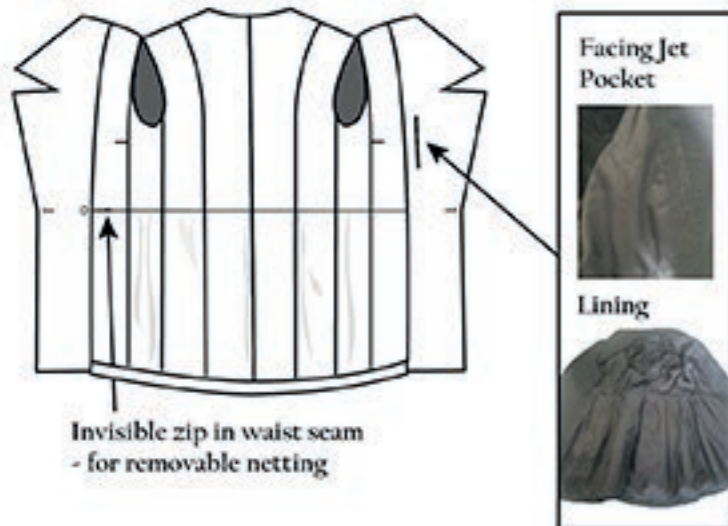 Facing Jet
Pocket
Lining
Invisible zip in waist seam
- for removable netting